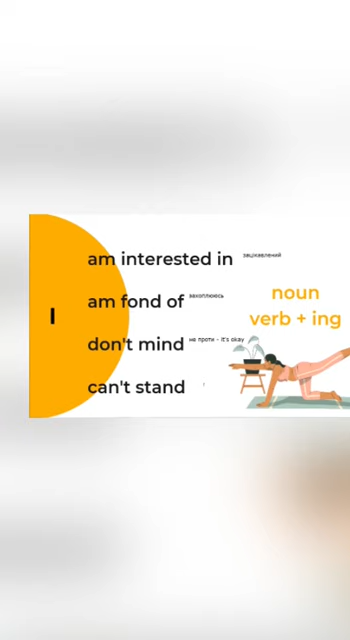 I
am interested in зацікавлений
am fond of захоплююсь
don't mind не проти - it's okay
can't stand
noun
verb + ing